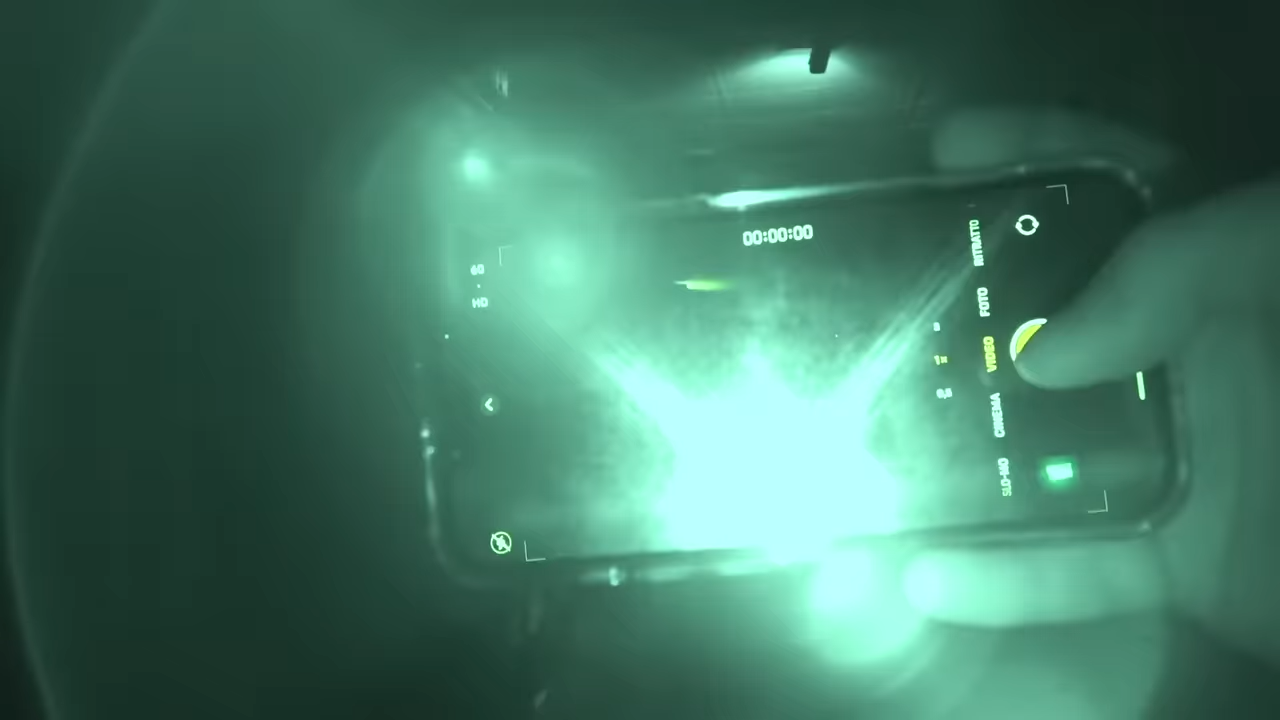 60
HD
00:00:00
RITRATTO
FOTO
VIDEO
CINEMA
SLO-MO
1x
0,5